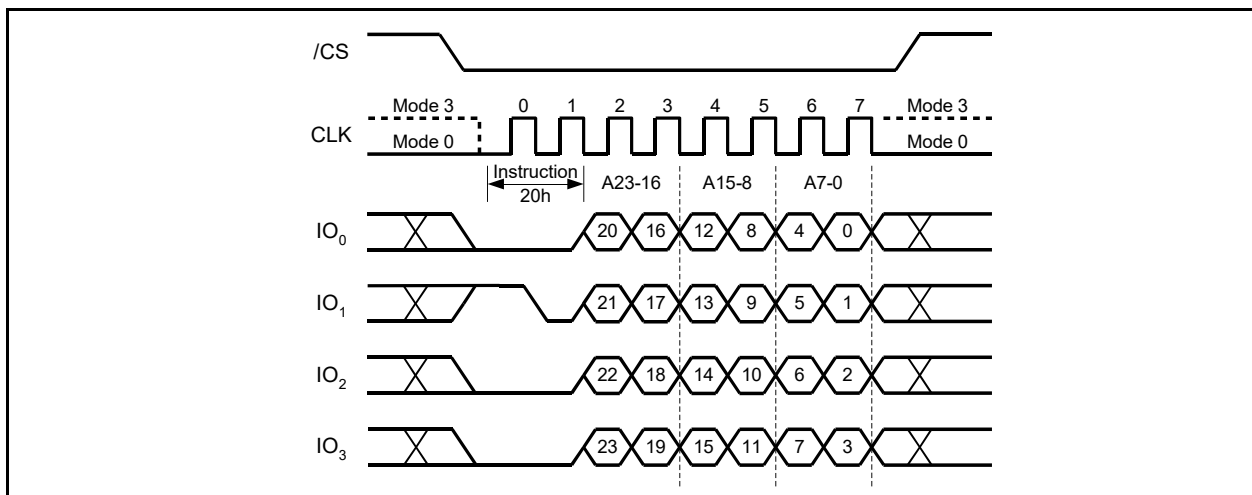 /CS
Mode 3 0 1 2 3 4 5 6 7 Mode 3
CLK
Mode 0 Mode 0
Instruction
20h A23-16 A15-8 A7-0
IO0 20 16 12 8 4 0
IO1 21 17 13 9 5 1
IO2 22 18 14 10 6 2
IO3 23 19 15 11 7 3